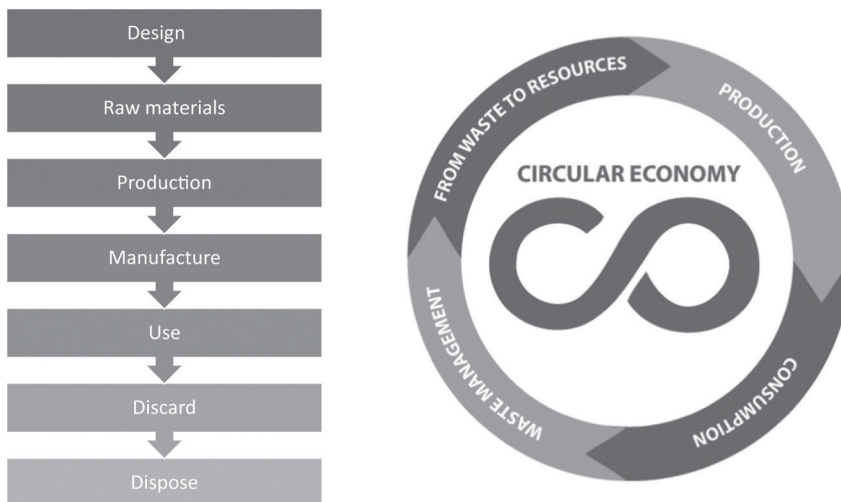 Design
Raw materials
Production
Manufacture
Use
Discard
Dispose
FROM WASTE TO RESOURCES
PRODUCTION
CONSUMPTION
WASTE MANAGEMENT
CIRCULAR ECONOMY